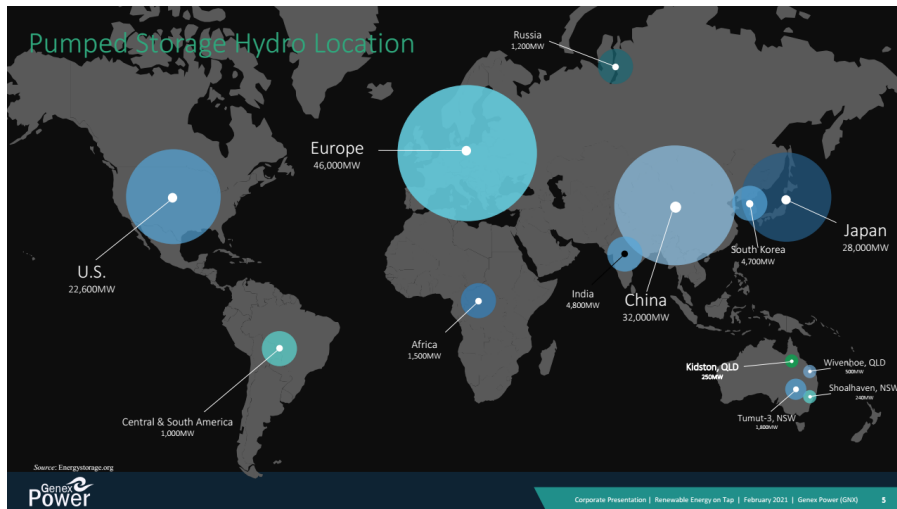 Pumped Storage Hydro Location
Russia
1,200MW
Europe
46,000MW
U.S.
22,600MW
Japan
28,000MW
South Korea
4,700MW
India
4,800MW
China
32,000MW
Africa
1,500MW
Central & South America
1,000MW
Kidston, QLD
250MW
Wivenhoe, QLD
500MW
Shoalhaven, NSW
240MW
Tumut-3, NSW
1,800MW
Source: Energystorage.org
Genex
Power
Corporate Presentation | Renewable Energy on Tap | February 2021 | Genex Power (GNX) 5